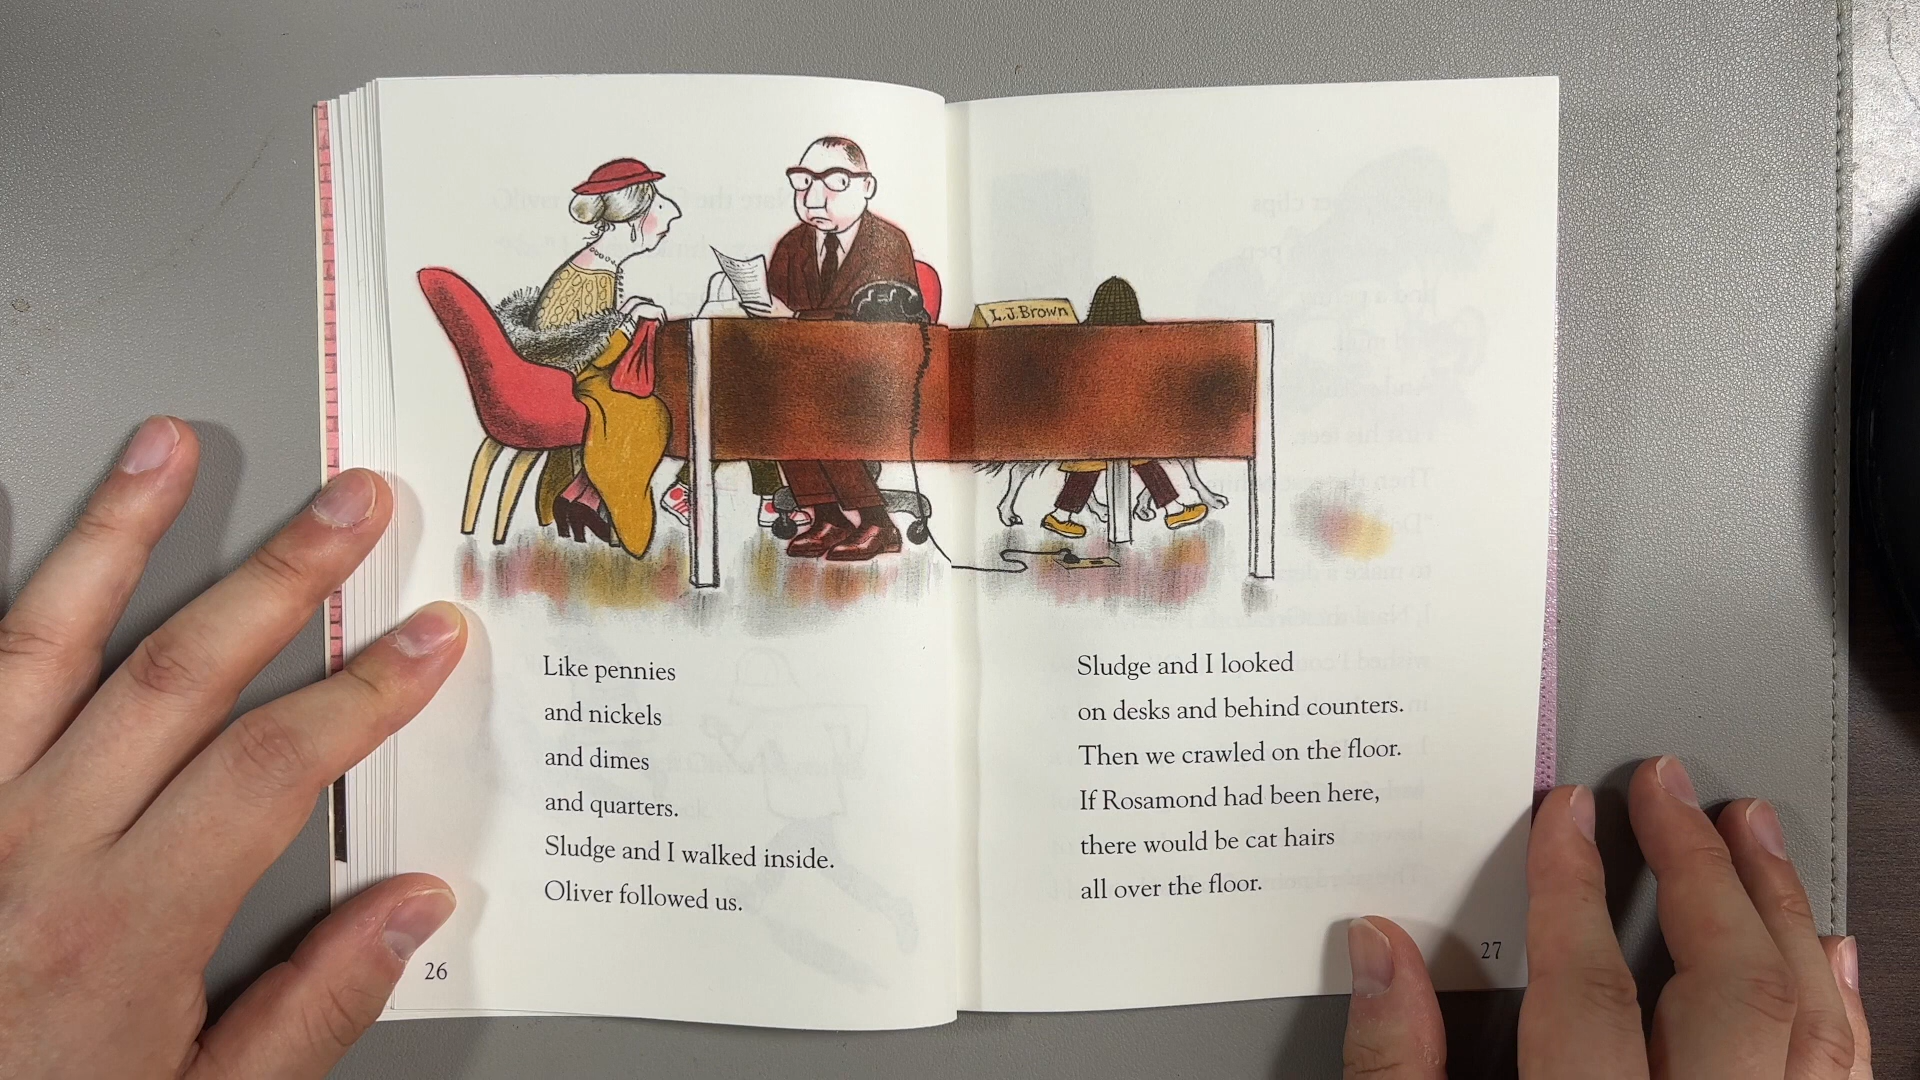 L.J.Brown
Like pennies
and nickels
and dimes
and quarters.
Sludge and I walked inside.
Oliver followed us.
26
Sludge and I looked
on desks and behind counters.
Then we crawled on the floor.
If Rosamond had been here,
there would be cat hairs
all over the floor.
27